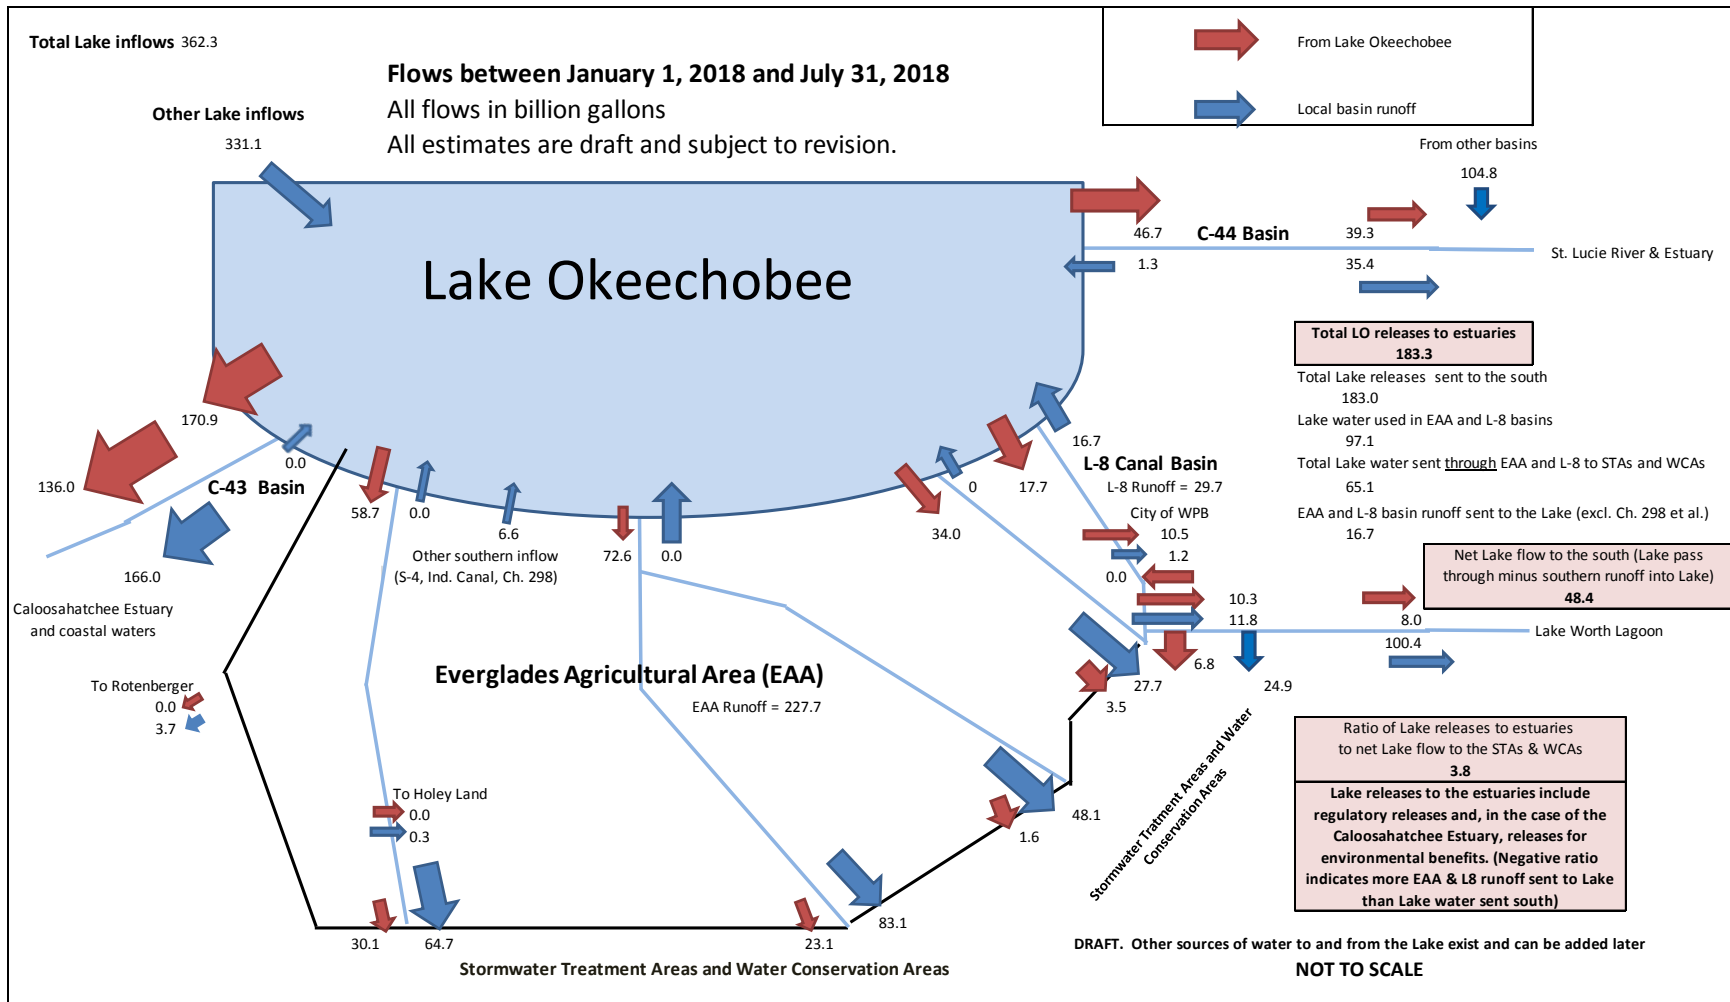 Total Lake inflows 362.3
From Lake Okeechobee
Flows between January 1, 2018 and July 31, 2018
All flows in billion gallons
All estimates are draft and subject to revision.
Local basin runoff
Other Lake inflows
331.1
From other basins
104.8
46.7
C-44 Basin
39.3
1.3
35.4
St. Lucie River & Estuary
Lake Okeechobee
Total LO releases to estuaries
183.3
Total Lake releases sent to the south
183.0
Lake water used in EAA and L-8 basins
97.1
Total Lake water sent through EAA and L-8 to STAs and WCAs
65.1
EAA and L-8 basin runoff sent to the Lake (excl. Ch. 298 et al.)
16.7
Net Lake flow to the south (Lake pass
through minus southern runoff into Lake)
48.4
170.9
0.0
136.0
C-43 Basin
166.0
Caloosahatchee Estuary
and coastal waters
58.7
0.0
6.6
Other southern inflow
(S-4, Ind. Canal, Ch. 298)
72.6
0.0
34.0
0
17.7
16.7
L-8 Canal Basin
L-8 Runoff = 29.7
City of WPB
10.5
1.2
0.0
10.3
11.8
8.0
100.4
Lake Worth Lagoon
6.8
24.9
27.7
3.5
Everglades Agricultural Area (EAA)
EAA Runoff = 227.7
To Rotenberger
0.0
3.7
To Holey Land
0.0
0.3
48.1
1.6
Stormwater Tratment Areas and Water
Conservation Areas
Ratio of Lake releases to estuaries
to net Lake flow to the STAs & WCAs
3.8
Lake releases to the estuaries include
regulatory releases and, in the case of the
Caloosahatchee Estuary, releases for
environmental benefits. (Negative ratio
indicates more EAA & L8 runoff sent to Lake
than Lake water sent south)
83.1
30.1
64.7
23.1
Stormwater Treatment Areas and Water Conservation Areas
DRAFT. Other sources of water to and from the Lake exist and can be added later
NOT TO SCALE